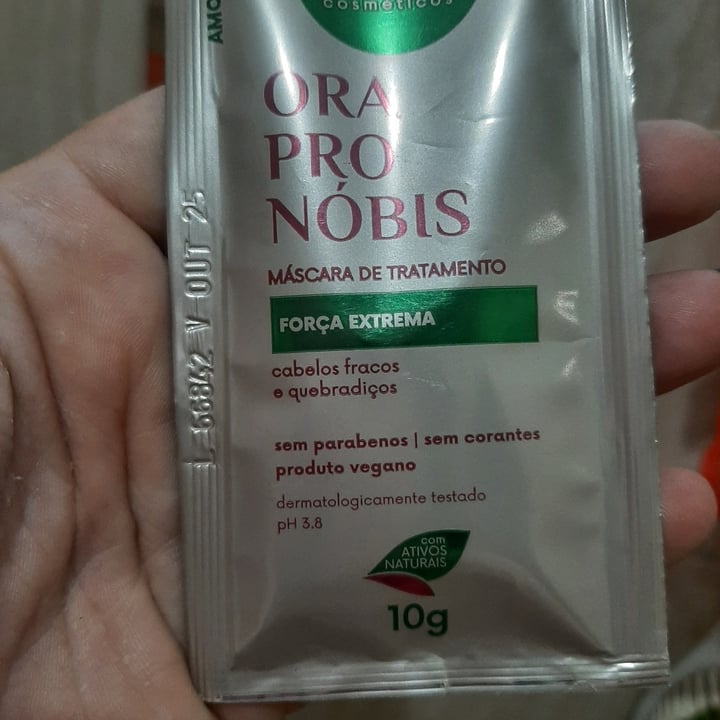 cosméticos
ORA
PRO
NÓBIS
MÁSCARA DE TRATAMENTO
FORÇA EXTREMA
cabelos fracos
e quebradiços
sem parabenos | sem corantes
produto vegano
dermatologicamente testado
pH 3.8
com
ATIVOS
NATURAIS
10g
L=66842 V OUT 25